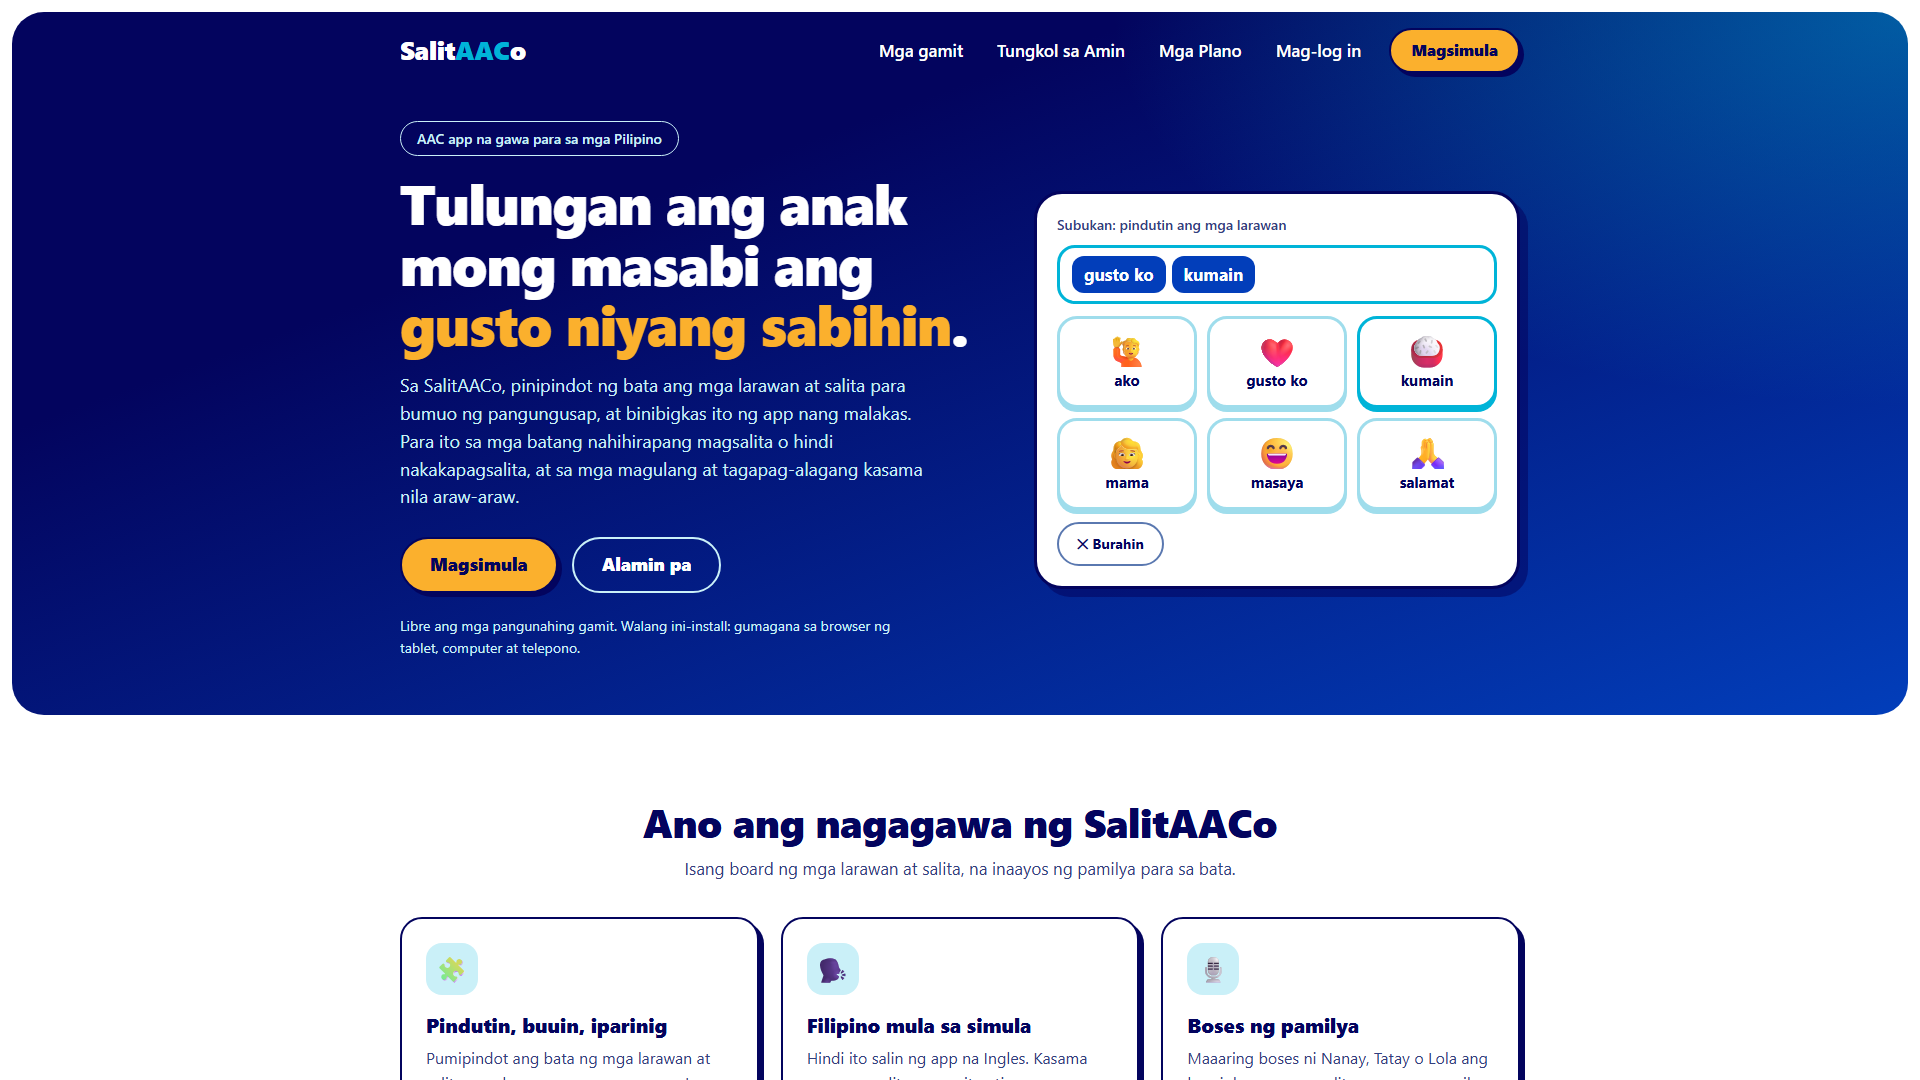 SalitAACo
Mga gamit
Tungkol sa Amin
Mga Plano
Mag-log in
Magsimula
AAC app na gawa para sa mga Pilipino
Tulungan ang anak
mong masabi ang
gusto niyang sabihin.
Sa SalitAACo, pinipindot ng bata ang mga larawan at salita para
bumuo ng pangungusap, at binibigkas ito ng app nang malakas.
Para ito sa mga batang nahihirapang magsalita o hindi
nakakapagsalita, at sa mga magulang at tagapag-alagang kasama
nila araw-araw.
Magsimula
Alamin pa
Libre ang mga pangunahing gamit. Walang ini-install: gumagana sa browser ng
tablet, computer at telepono.
Subukan: pindutin ang mga larawan
gusto ko kumain
ako
gusto ko
kumain
mama
masaya
salamat
Burahin
Ano ang nagagawa ng SalitAACo
Isang board ng mga larawan at salita, na inaayos ng pamilya para sa bata.
Pindutin, buuin, iparinig
Pumipindot ang bata ng mga larawan at
Filipino mula sa simula
Hindi ito salin ng app na Ingles. Kasama
Boses ng pamilya
Maaaring boses ni Nanay, Tatay o Lola ang